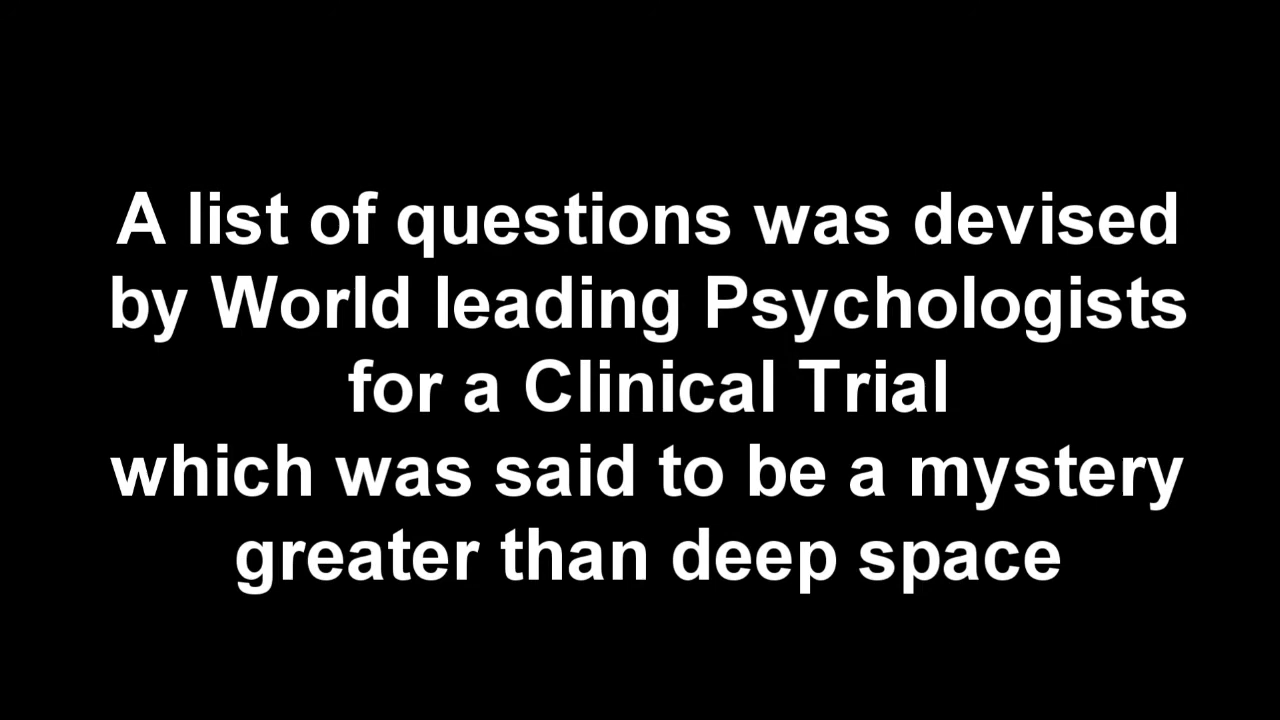 A list of questions was devised
by World leading Psychologists
for a Clinical Trial
which was said to be a mystery
greater than deep space